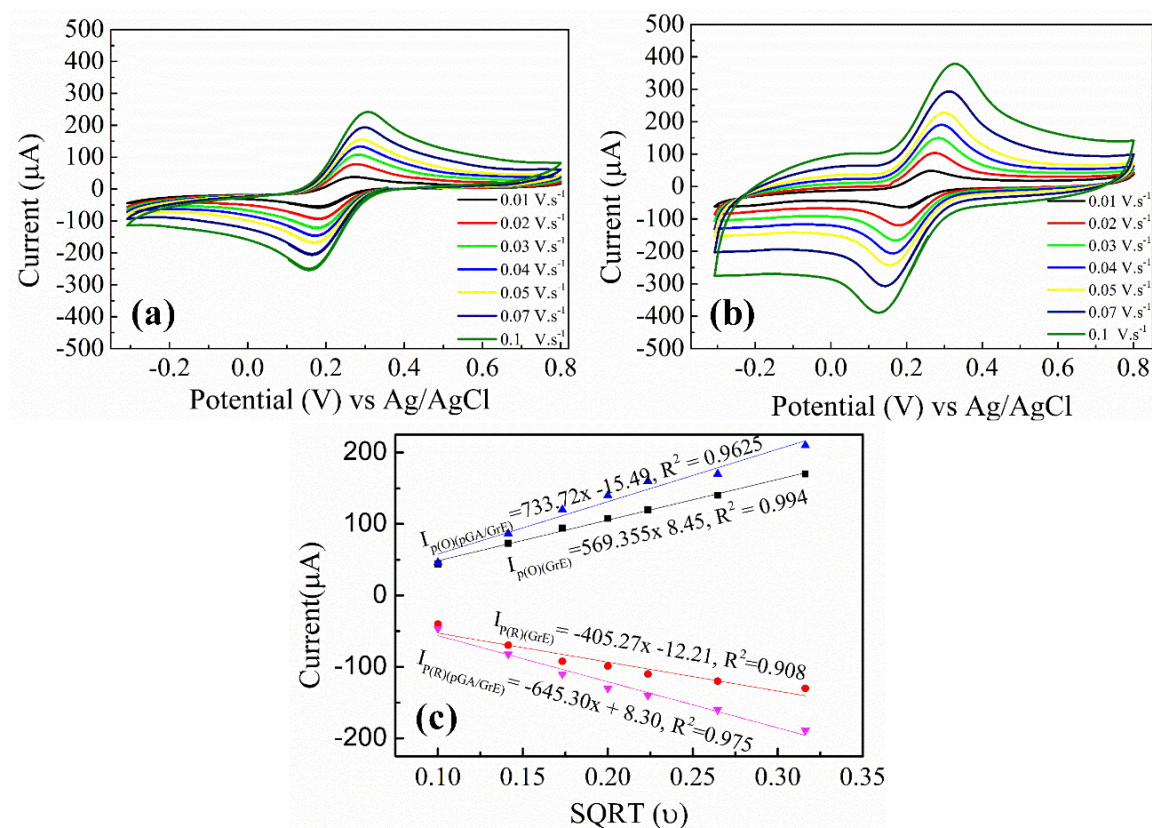 500
400
300
200
100
0
-100
-200
-300
-400
-500
Current (µA)
0.01 V.s-1
0.02 V.s-1
0.03 V.s-1
0.04 V.s-1
0.05 V.s-1
0.07 V.s-1
0.1 V.s-1
(a)
-0.2 0.0 0.2 0.4 0.6 0.8
Potential (V) vs Ag/AgCl
500
400
300
200
100
0
-100
-200
-300
-400
-500
Current (µA)
0.01 V.s-1
0.02 V.s-1
0.03 V.s-1
0.04 V.s-1
0.05 V.s-1
0.07 V.s-1
0.1 V.s-1
(b)
-0.2 0.0 0.2 0.4 0.6 0.8
Potential (V) vs Ag/AgCl
200
100
0
-100
-200
Current(µA)
Ip(O)(pGA/GrE)=733.72x -15.49, R2 = 0.9625
Ip(O)(GrE)=569.355x 8.45, R2 = 0.994
IP(R)(GrE)= -405.27x -12.21, R2=0.908
IP(R)(pGA/GrE)= -645.30x + 8.30, R2=0.975
(c)
0.10 0.15 0.20 0.25 0.30 0.35
SQRT (υ)